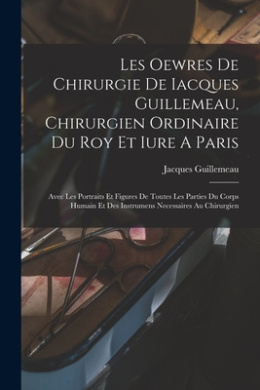 Les Oewres De
Chirurgie De Iacques
Guillemeau,
Chirurgien Ordinaire
Du Roy Et Iure A Paris
Jacques Guillemeau
Avec Les Portraits Et Figures De Toutes Les Parties Du Corps
Humain Et Des Instrumens Necessaires Au Chirurgien